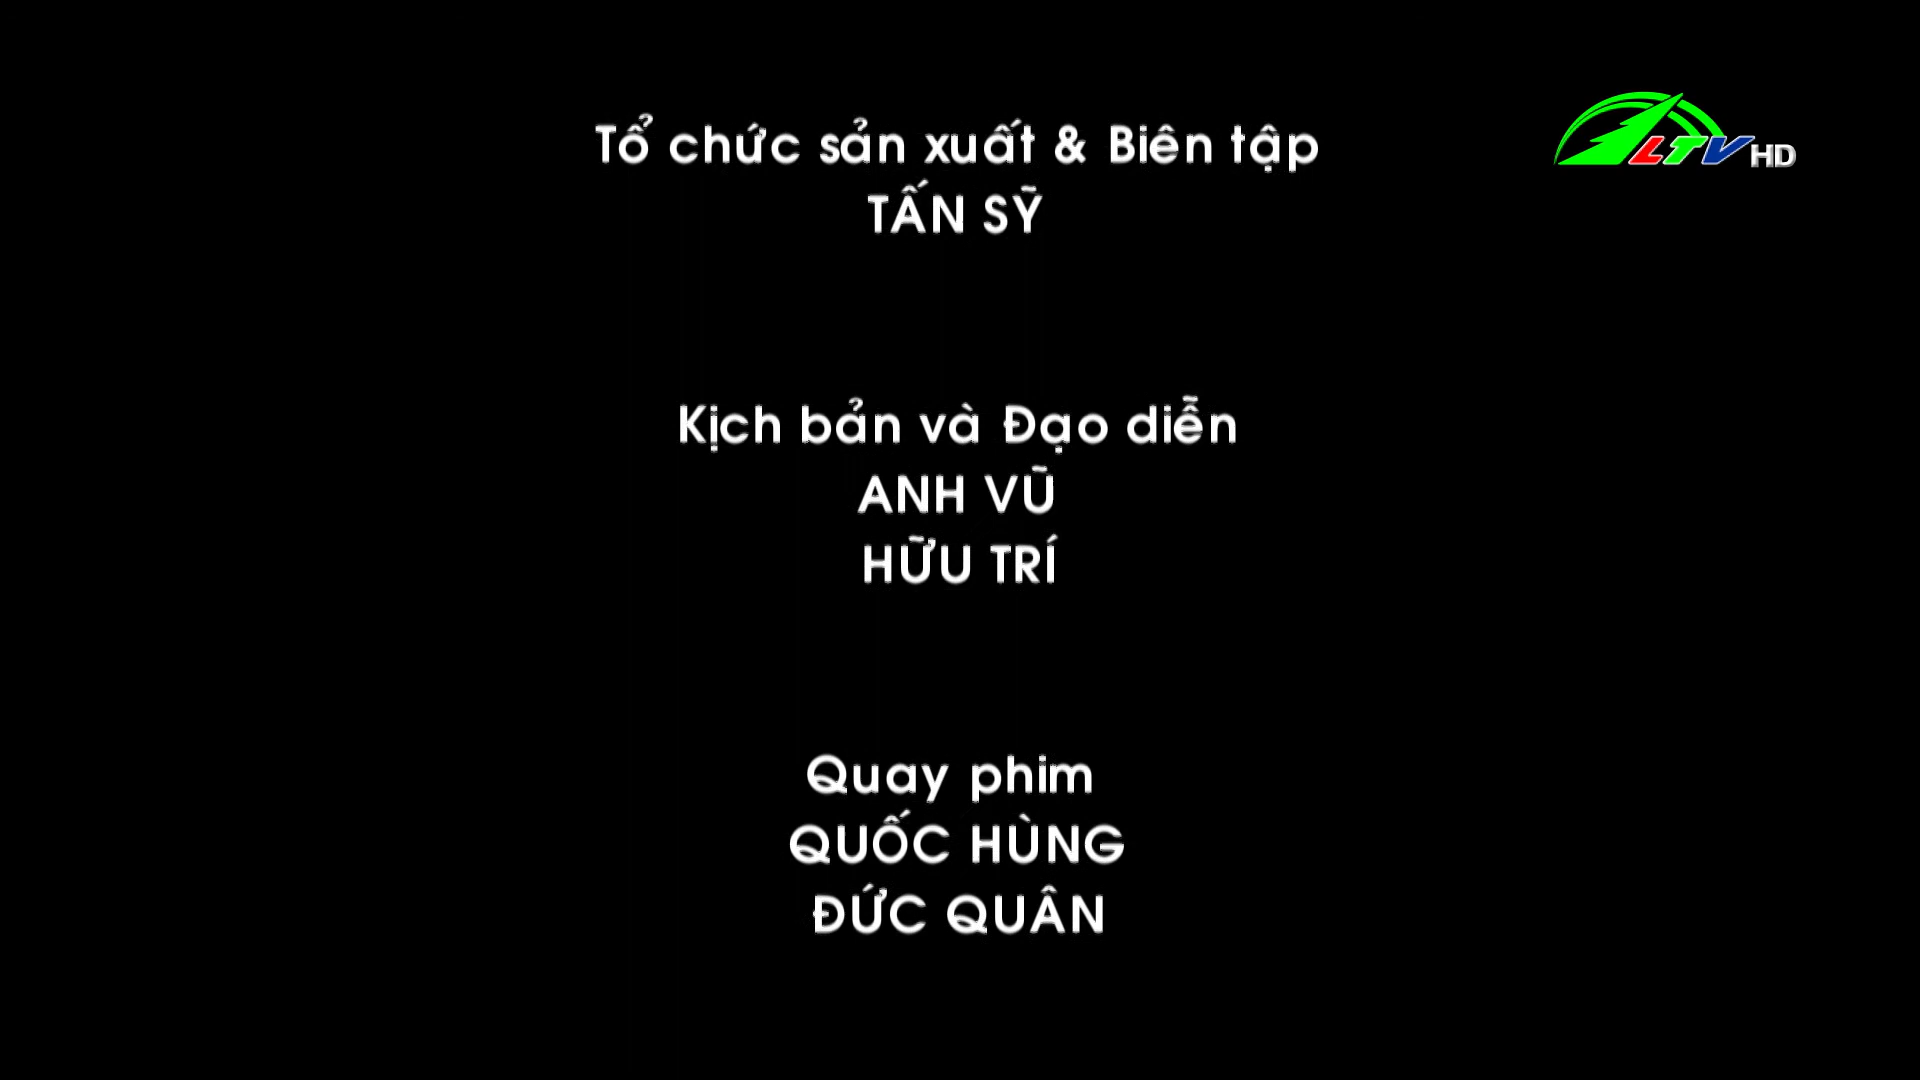 Tổ chức sản xuất & Biên tập
TẤN SỸ
LTV HD
Kịch bản và Đạo diễn
ANH VŨ
HỮU TRÍ
Quay phim
QUỐC HÙNG
ĐỨC QUÂN